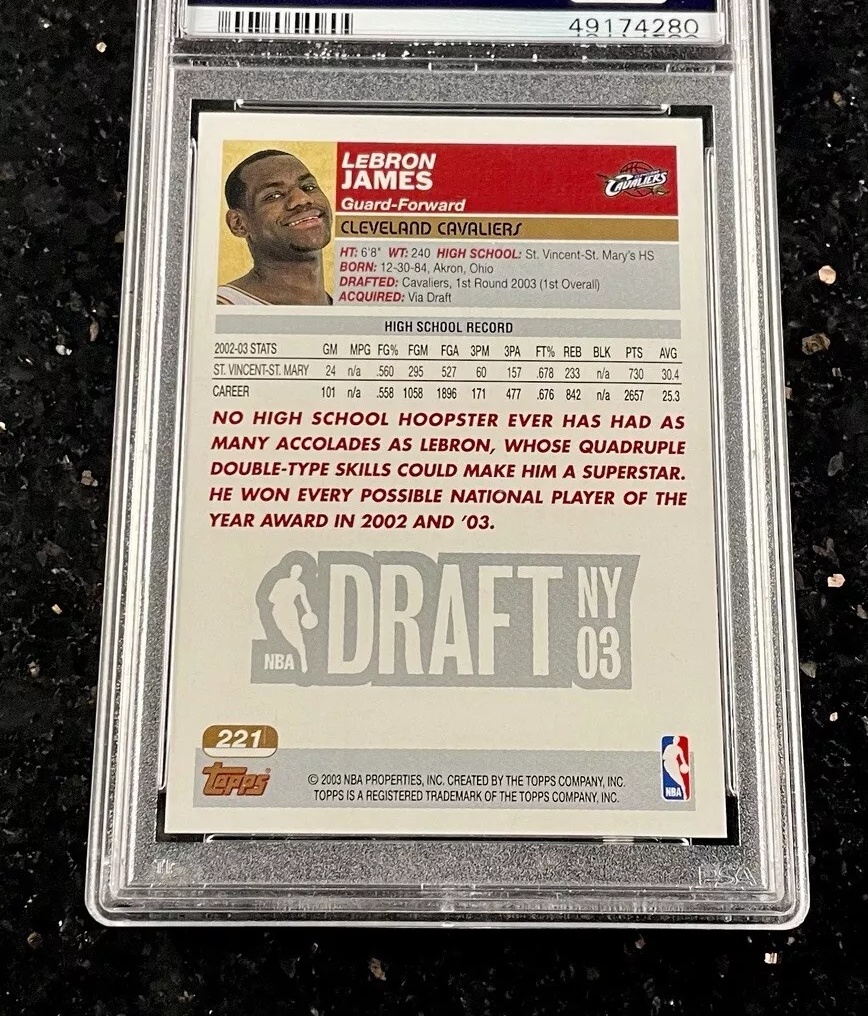 49174280
LEBRON
JAMES
Guard-Forward
CAVALIERS
CLEVELAND CAVALIERS
HT: 6'8" WT: 240 HIGH SCHOOL: St. Vincent-St. Mary's HS
BORN: 12-30-84, Akron, Ohio
DRAFTED: Cavaliers, 1st Round 2003 (1st Overall)
ACQUIRED: Via Draft
HIGH SCHOOL RECORD
2002-03 STATS GM MPG FG% FGM FGA 3PM 3PA FT% REB BLK PTS AVG
ST. VINCENT-ST. MARY 24 n/a .560 295 527 60 157 .678 233 n/a 730 30.4
CAREER 101 n/a .558 1058 1896 171 477 .676 842 n/a 2657 25.3
NO HIGH SCHOOL HOOPSTER EVER HAS HAD AS
MANY ACCOLADES AS LEBRON, WHOSE QUADRUPLE
DOUBLE-TYPE SKILLS COULD MAKE HIM A SUPERSTAR.
HE WON EVERY POSSIBLE NATIONAL PLAYER OF THE
YEAR AWARD IN 2002 AND '03.
NBA DRAFT NY 03
221
Topps
© 2003 NBA PROPERTIES, INC. CREATED BY THE TOPPS COMPANY, INC.
TOPPS IS A REGISTERED TRADEMARK OF THE TOPPS COMPANY, INC.
NBA
PSA